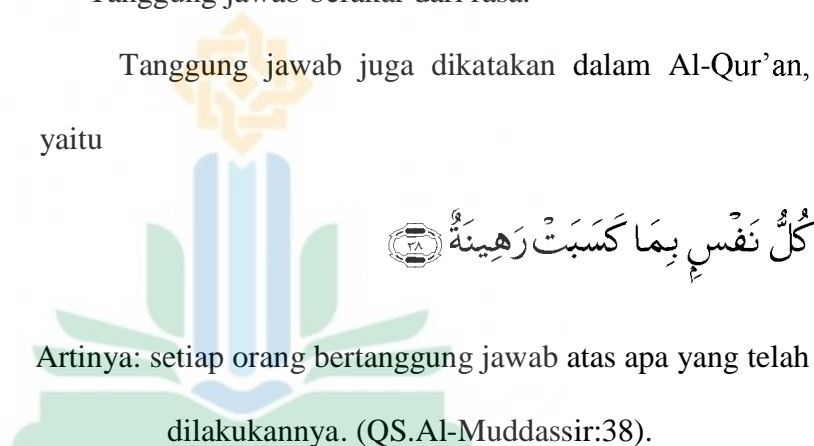 Tanggung jawab berakar dari rasa.
Tanggung jawab juga dikatakan dalam Al-Qur'an,
yaitu
كُلُّ نَفْسٍۭ بِمَا كَسَبَتْ رَهِينَةٌ ٣٨
Artinya: setiap orang bertanggung jawab atas apa yang telah
dilakukannya. (QS.Al-Muddassir:38).